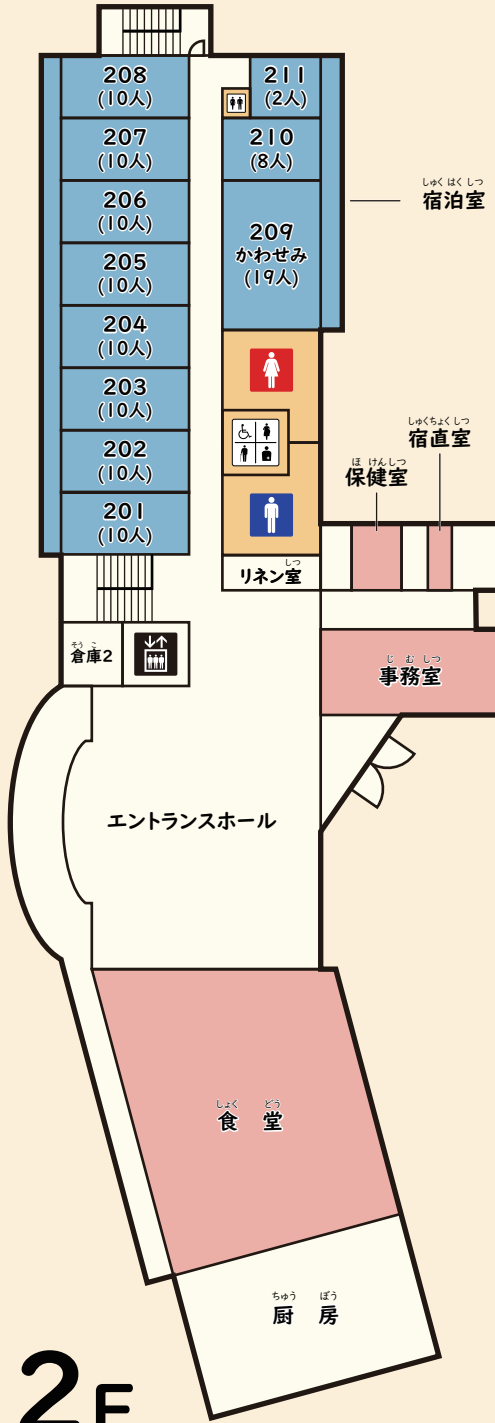 208
(10人)
211
(2人)
207
(10人)
210
(8人)
206
(10人)
しゅくはくしつ
宿泊室
209
かわせみ
(19人)
205
(10人)
204
(10人)
203
(10人)
しゅくちょくしつ
宿直室
202
(10人)
ほけんしつ
保健室
201
(10人)
しつ
リネン室
そうこ
倉庫2
じむしつ
事務室
エントランスホール
しょく どう
食 堂
ちゅう ぼう
厨 房
2F